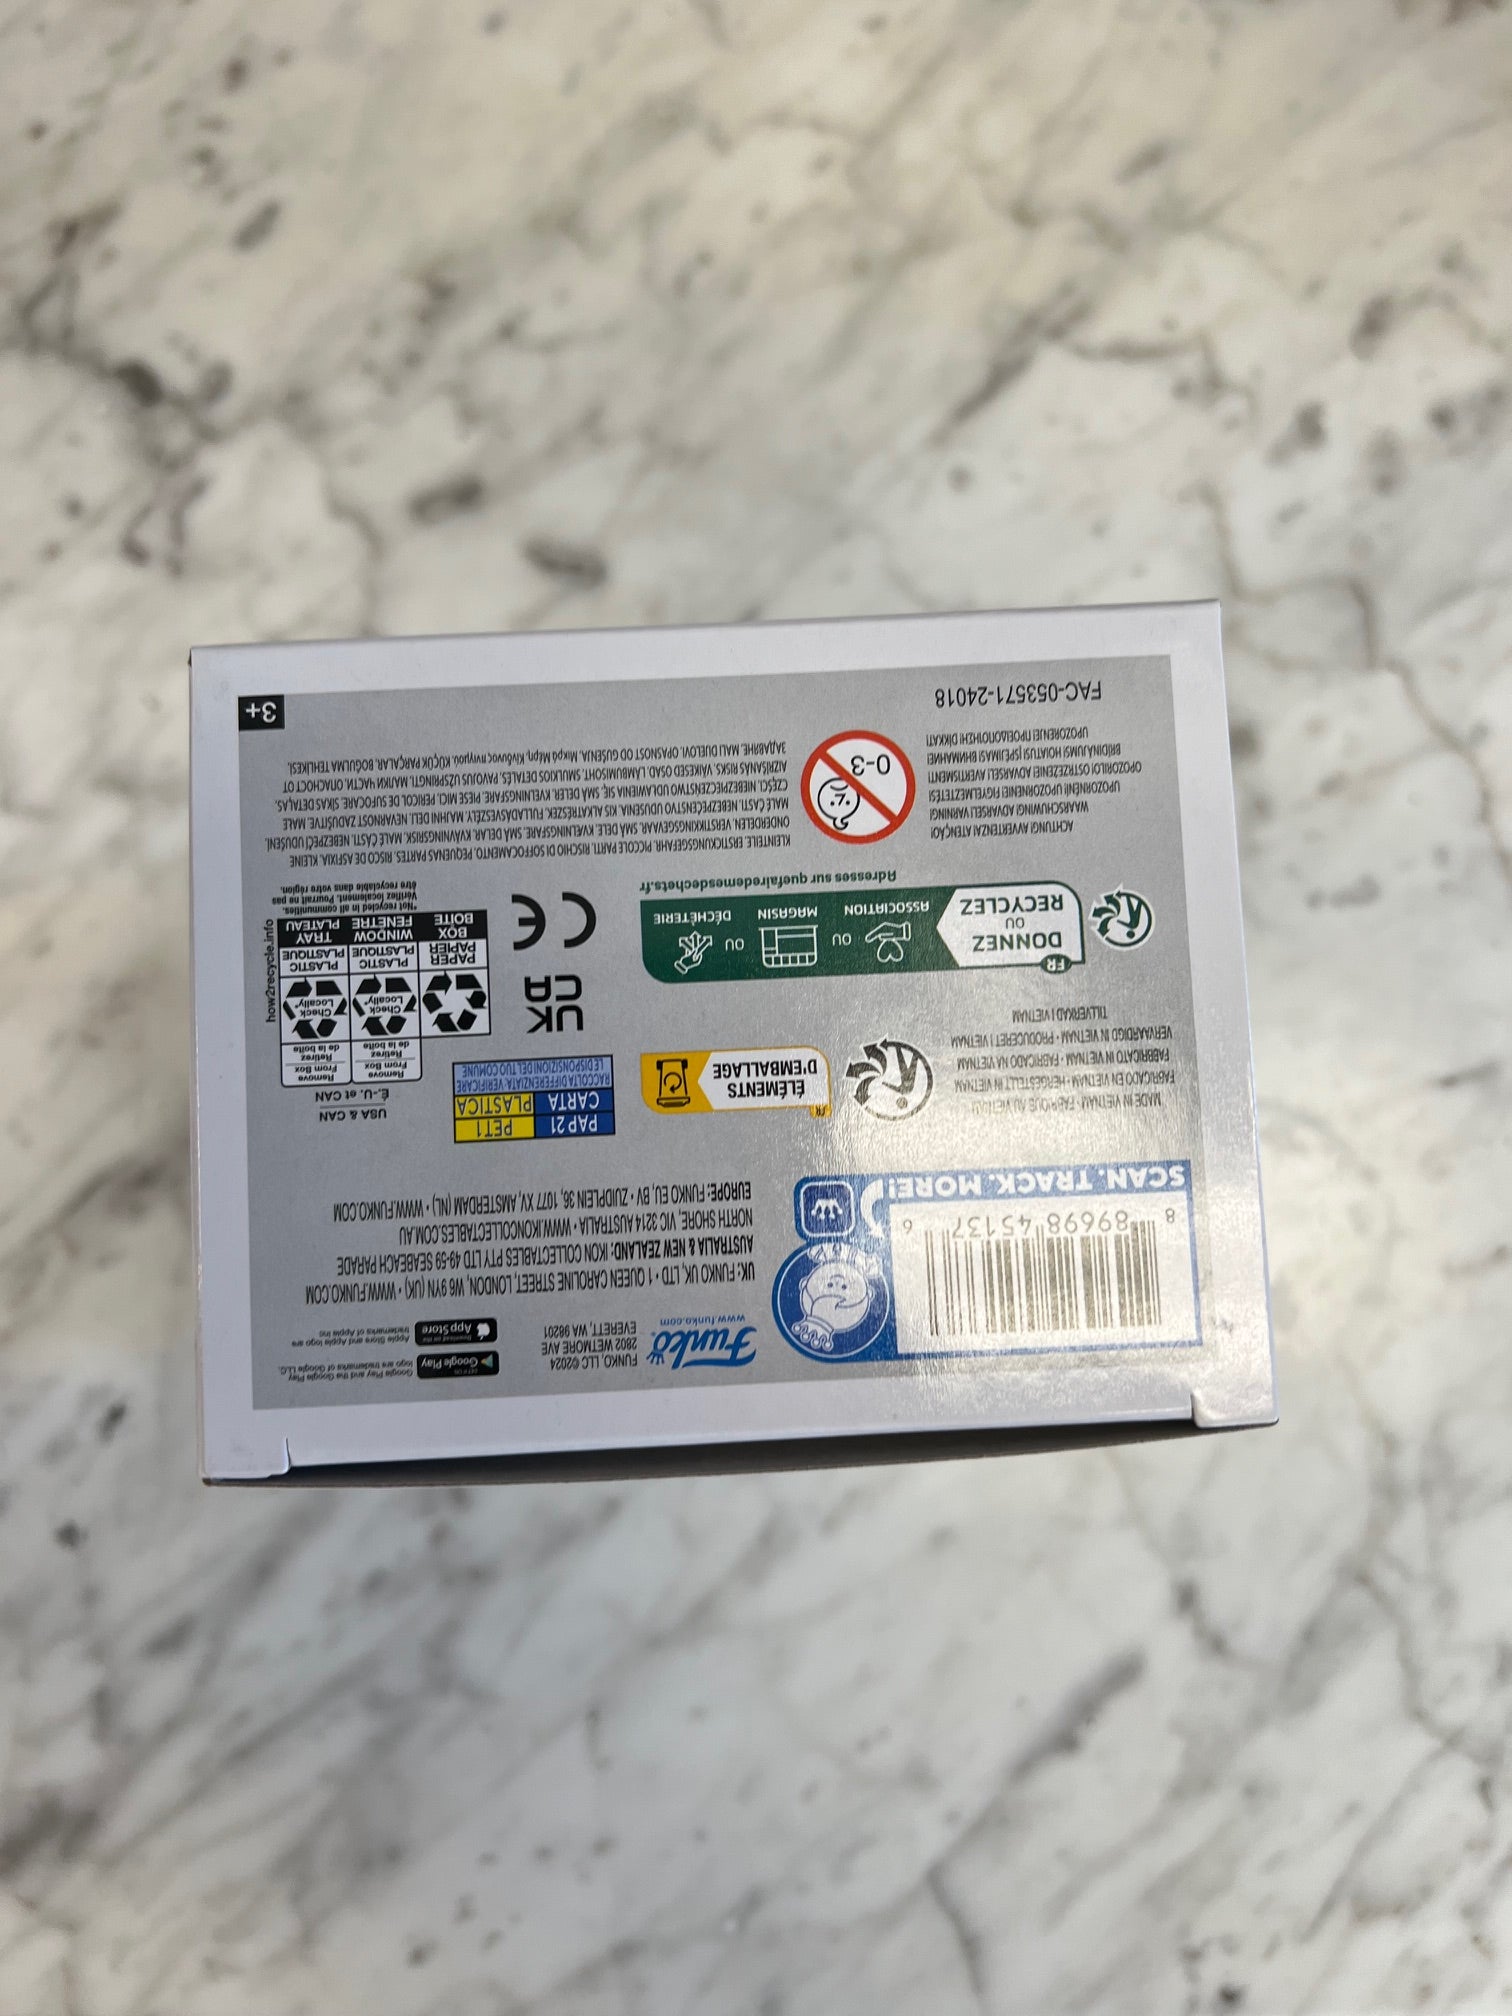 8 89698 45137 6
SCAN. TRACK. MORE!
Funko
www.funko.com
FUNKO, LLC ©2024
2802 WETMORE AVE
EVERETT, WA 98201
GET IT ON
Google Play
Google Play and the Google Play
logo are trademarks of Google LLC.
Download on the
App Store
Apple Store and Apple logo are
trademarks of Apple Inc
UK: FUNKO UK, LTD • 1 QUEEN CAROLINE STREET, LONDON, W6 9YN (UK) • WWW.FUNKO.COM
AUSTRALIA & NEW ZEALAND: IKON COLLECTABLES PTY LTD 49-59 SEABEACH PARADE
NORTH SHORE, VIC 3214 AUSTRALIA • WWW.IKONCOLLECTABLES.COM.AU
EUROPE: FUNKO EU, BV • ZUIDPLEIN 36, 1077 XV, AMSTERDAM (NL) • WWW.FUNKO.COM
MADE IN VIETNAM • FABRIQUÉ AU VIETNAM
FABRICADO EN VIETNAM • HERGESTELLT IN VIETNAM
FABBRICATO IN VIETNAM • FABRICADO NA VIETNAM
VERVAARDIGD IN VIETNAM • PRODUCERET I VIETNAM
TILLVERKAD I VIETNAM
FR
ÉLÉMENTS
D'EMBALLAGE
PAP 21
PET1
CARTA
PLASTICA
RACCOLTA DIFFERENZIATA. VERIFICARE
LE DISPOSIZIONI DEL TUO COMUNE
USA & CAN
É.-U. et CAN
Remove
From Box
Retirez
de la boîte
Remove
From Box
Retirez
de la boîte
Check
Locally*
Check
Locally*
PAPER
PAPIER
PLASTIC
PLASTIQUE
PLASTIC
PLASTIQUE
BOX
BOÎTE
WINDOW
FENÊTRE
TRAY
PLATEAU
*Not recycled in all communities.
Vérifiez localement. Pourrait ne pas
être recyclable dans votre région.
how2recycle.info
UK
CA
CE
FR
DONNEZ
OU
RECYCLEZ
ASSOCIATION
OU
MAGASIN
OU
DÉCHÈTERIE
Adresses sur quefairedemesdechets.fr
ACHTUNG! AVVERTENZA! ATENÇÃO!
WAARSCHUWING! ADVARSEL! VARNING!
UPOZORNĚNÍ! UPOZORNENIE! FIGYELMEZTETÉS!
OPOZORILO! OSTRZEŻENIE! ADVARSEL! AVERTISMENT!
BRĪDINĀJUMS! HOIATUS! ĮSPĖJIMAS! ВНИМАНИЕ!
UPOZORENJE! ΠΡΟΕΙΔΟΠΟΙΗΣΗ! DİKKAT!
0-3
KLEINTEILE. ERSTICKUNGSGEFAHR. PICCOLE PARTI. RISCHIO DI SOFFOCAMENTO. PEQUENAS PARTES. RISCO DE ASFIXIA. KLEINE
ONDERDELEN. VERSTIKKINGSGEVAAR. SMÅ DELE. KVÆLNINGSFARE. SMÅ DELAR. KVÄVNINGSRISK. MALÉ ČÁSTI. NEBEZPEČÍ UDUŠENÍ.
MALÉ ČASTI. NEBEZPEČENSTVO UDUSENIA. KIS ALKATRÉSZEK. FULLADÁSVESZÉLY. MAJHNI DELI. NEVARNOST ZADUŠITVE. MAŁE
CZĘŚCI. NIEBEZPIECZEŃSTWO UDŁAWIENIA SIĘ. SMÅ DELER. KVELNINGSFARE. PIESE MICI. PERICOL DE SUFOCARE. SĪKAS DETAĻAS.
AIZRĪŠANĀS RISKS. VÄIKESED OSAD. LÄMBUMISOHT. SMULKIOS DETALĖS. PAVOJUS UŽSPRINGTI. МАЛКИ ЧАСТИ. ОПАСНОСТ ОТ
ЗАДАВЯНЕ. MALI DIJELOVI. OPASNOST OD GUŠENJA. Μικρά Μέρη. Κίνδυνος πνιγμού. KÜÇÜK PARÇALAR. BOĞULMA TEHLİKESİ.
FAC-053571-24018
3+